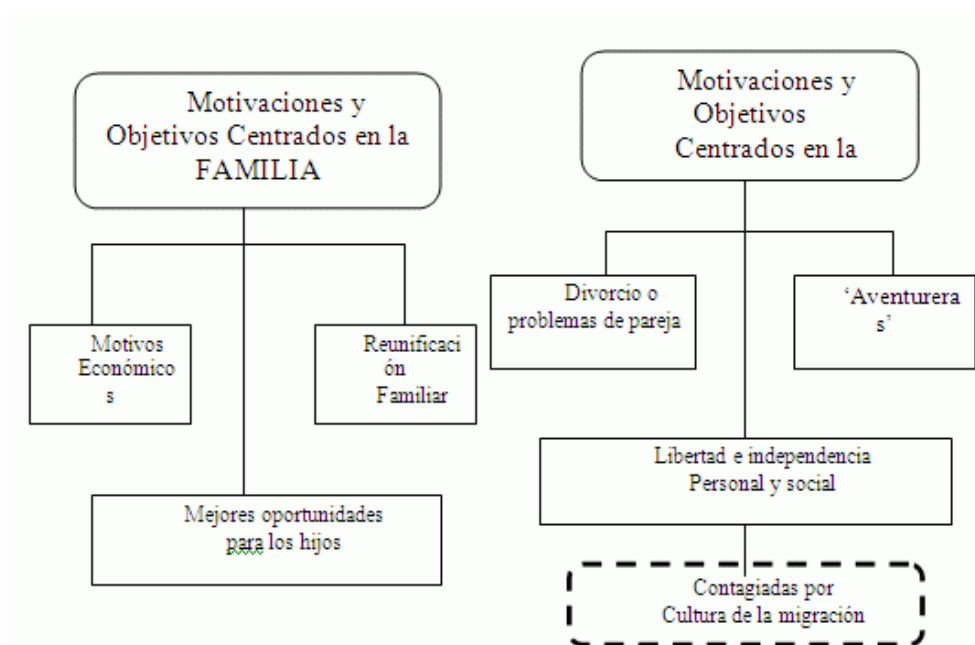 Motivaciones y
Objetivos Centrados en la
FAMILIA
Motivos
Económico
s
Reunificaci
ón
Familiar
Mejores oportunidades
para los hijos
Motivaciones y
Objetivos
Centrados en la
Divorcio o
problemas de pareja
‘Aventurera
s’
Libertad e independencia
Personal y social
Contagiadas por
Cultura de la migración